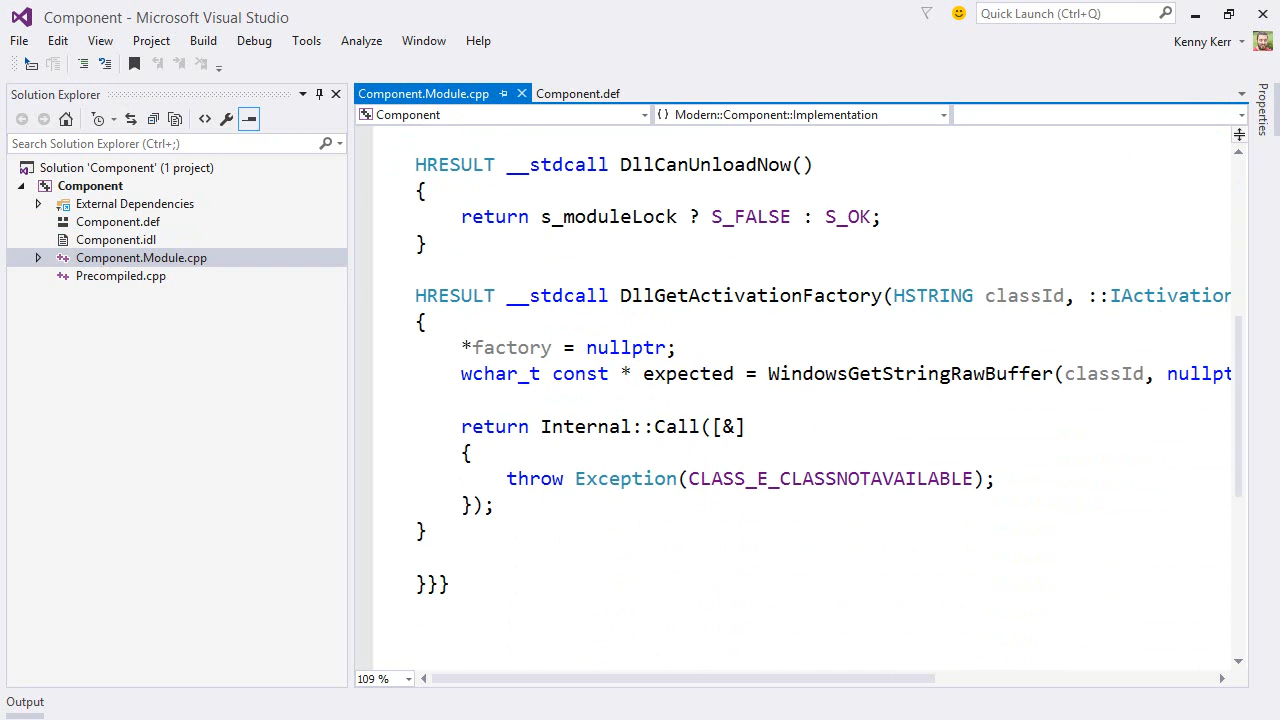 Component - Microsoft Visual Studio
Quick Launch (Ctrl+Q)
File Edit View Project Build Debug Tools Analyze Window Help
Kenny Kerr
Solution Explorer
Search Solution Explorer (Ctrl+;)
Solution 'Component' (1 project)
Component
External Dependencies
Component.def
Component.idl
Component.Module.cpp
Precompiled.cpp
Component.Module.cpp Component.def
Component Modern::Component::Implementation
{ }
HRESULT __stdcall DllCanUnloadNow()
{
return s_moduleLock ? S_FALSE : S_OK;
}
HRESULT __stdcall DllGetActivationFactory(HSTRING classId, ::IActivation
{
*factory = nullptr;
wchar_t const * expected = WindowsGetStringRawBuffer(classId, nullpt
return Internal::Call([&]
{
throw Exception(CLASS_E_CLASSNOTAVAILABLE);
});
}
}}}
109 %
Properties
Output